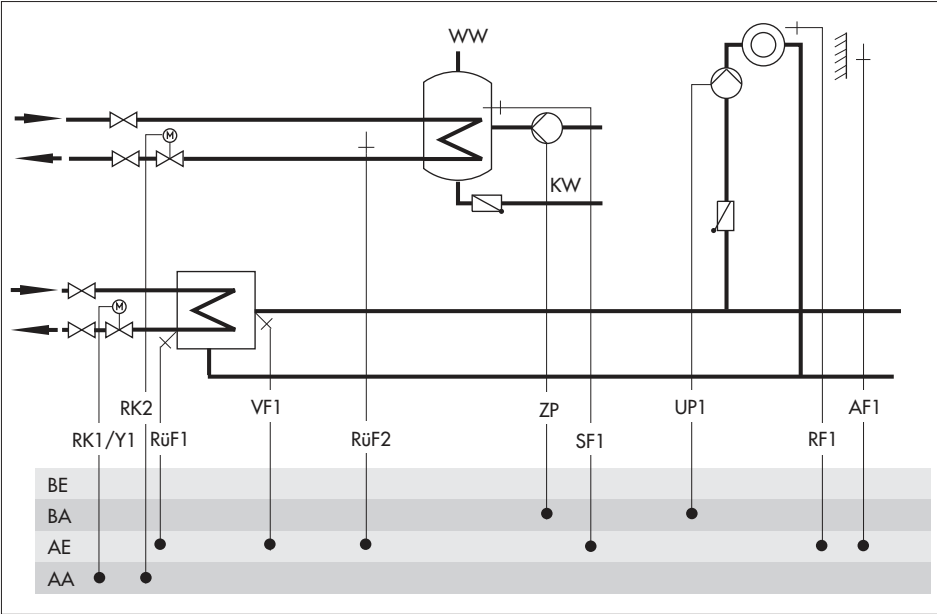 WW
M
KW
M
RK2 VF1 ZP UP1 AF1
RK1/Y1 RüF1 RüF2 SF1 RF1
BE
BA
AE
AA